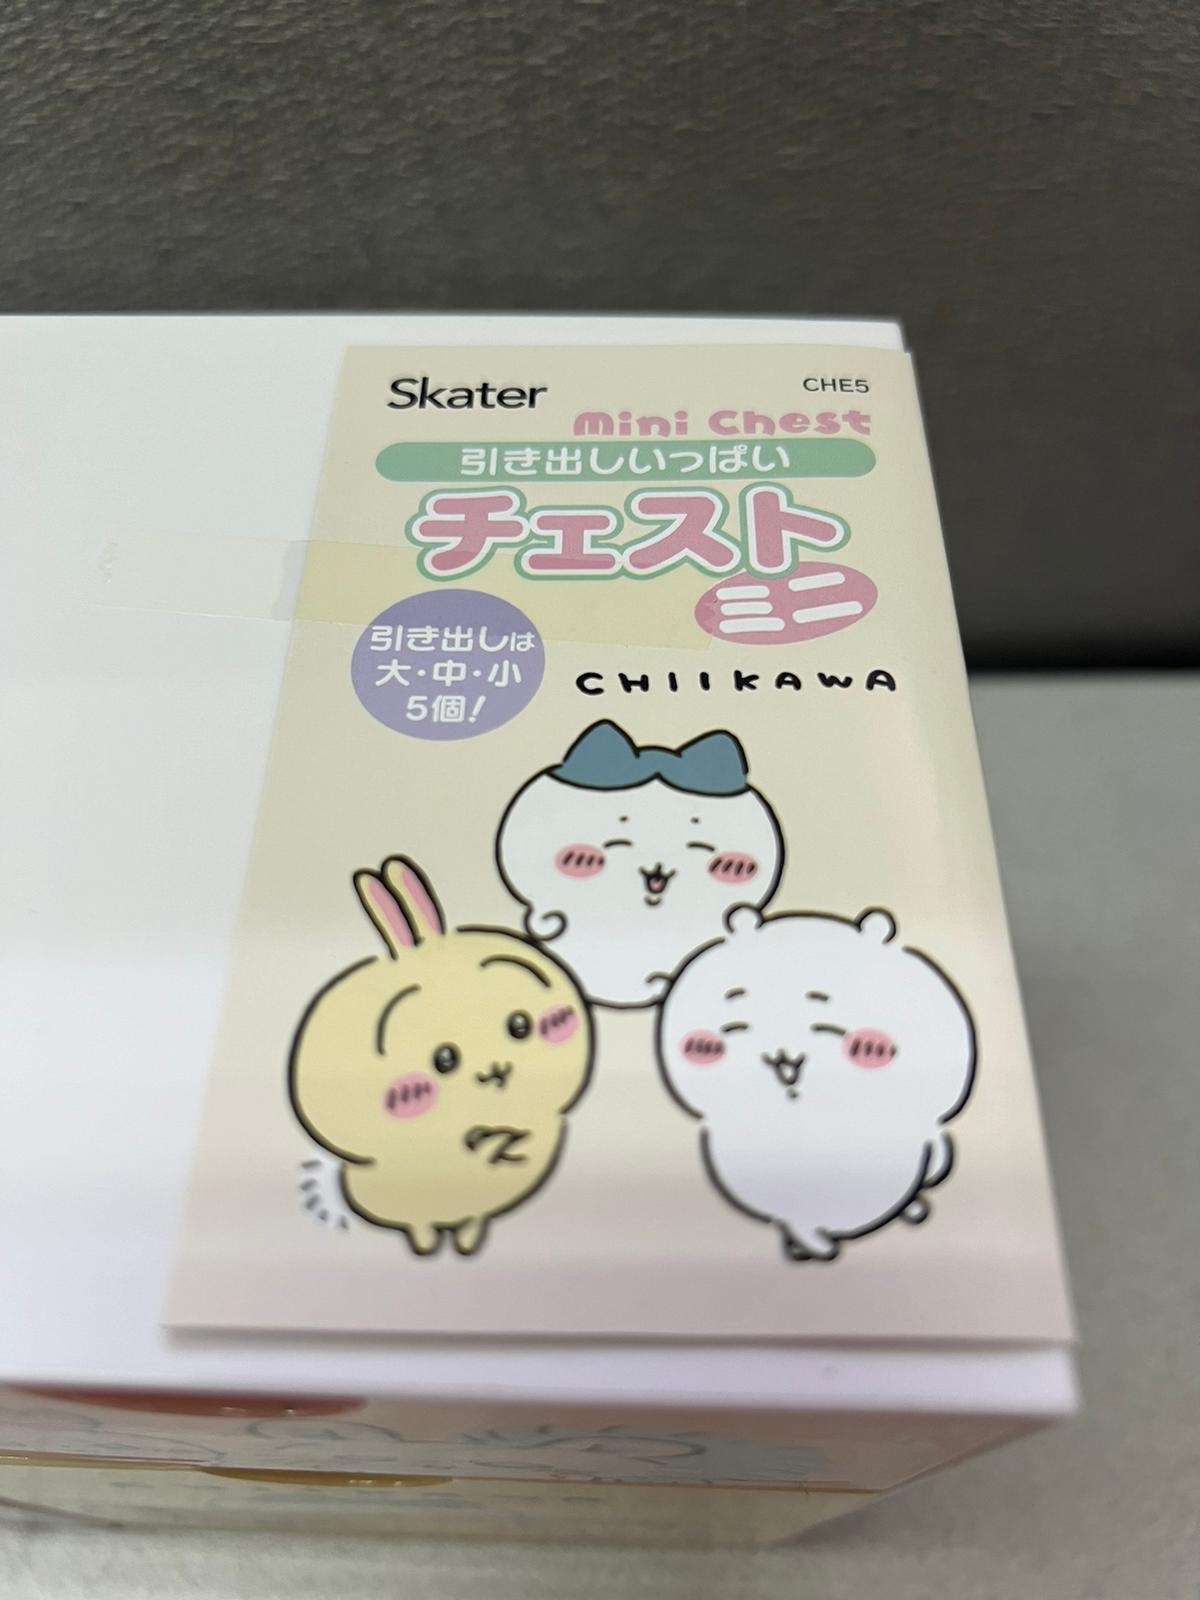 Skater
CHE5
Mini Chest
引き出しいっぱい
チェスト
ミニ
引き出しは
大・中・小
5個!
CHIIKAWA